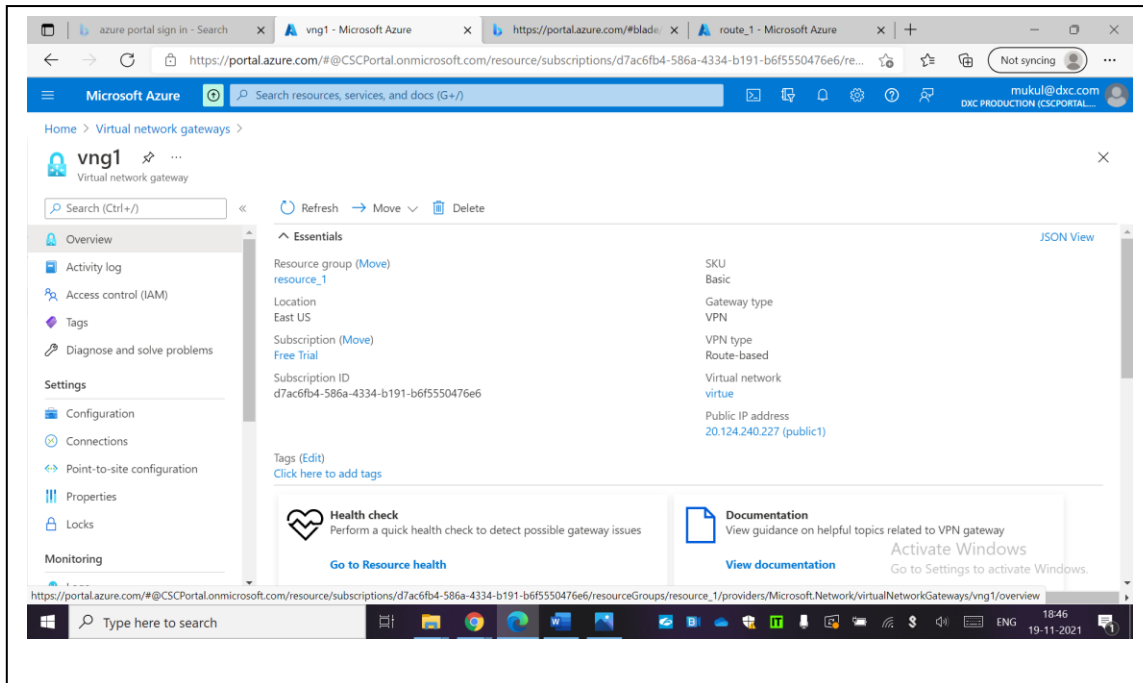 azure portal sign in - Search
vng1 - Microsoft Azure
https://portal.azure.com/#blade/
route_1 - Microsoft Azure
https://portal.azure.com/#@CSCPortal.onmicrosoft.com/resource/subscriptions/d7ac6fb4-586a-4334-b191-b6f5550476e6/re...
Not syncing
Microsoft Azure
Search resources, services, and docs (G+/)
mukul@dxc.com
DXC PRODUCTION (CSCPORTAL....
Home > Virtual network gateways >
vng1
Virtual network gateway
Search (Ctrl+/)
Overview
Activity log
Access control (IAM)
Tags
Diagnose and solve problems
Settings
Configuration
Connections
Point-to-site configuration
Properties
Locks
Monitoring
Refresh
Move
Delete
Essentials
JSON View
Resource group (Move)
resource_1
Location
East US
Subscription (Move)
Free Trial
Subscription ID
d7ac6fb4-586a-4334-b191-b6f5550476e6
SKU
Basic
Gateway type
VPN
VPN type
Route-based
Virtual network
virtue
Public IP address
20.124.240.227 (public1)
Tags (Edit)
Click here to add tags
Health check
Perform a quick health check to detect possible gateway issues
Go to Resource health
Documentation
View guidance on helpful topics related to VPN gateway
View documentation
Activate Windows
Go to Settings to activate Windows.
https://portal.azure.com/#@CSCPortal.onmicrosoft.com/resource/subscriptions/d7ac6fb4-586a-4334-b191-b6f5550476e6/resourceGroups/resource_1/providers/Microsoft.Network/virtualNetworkGateways/vng1/overview
Type here to search
ENG
18:46
19-11-2021